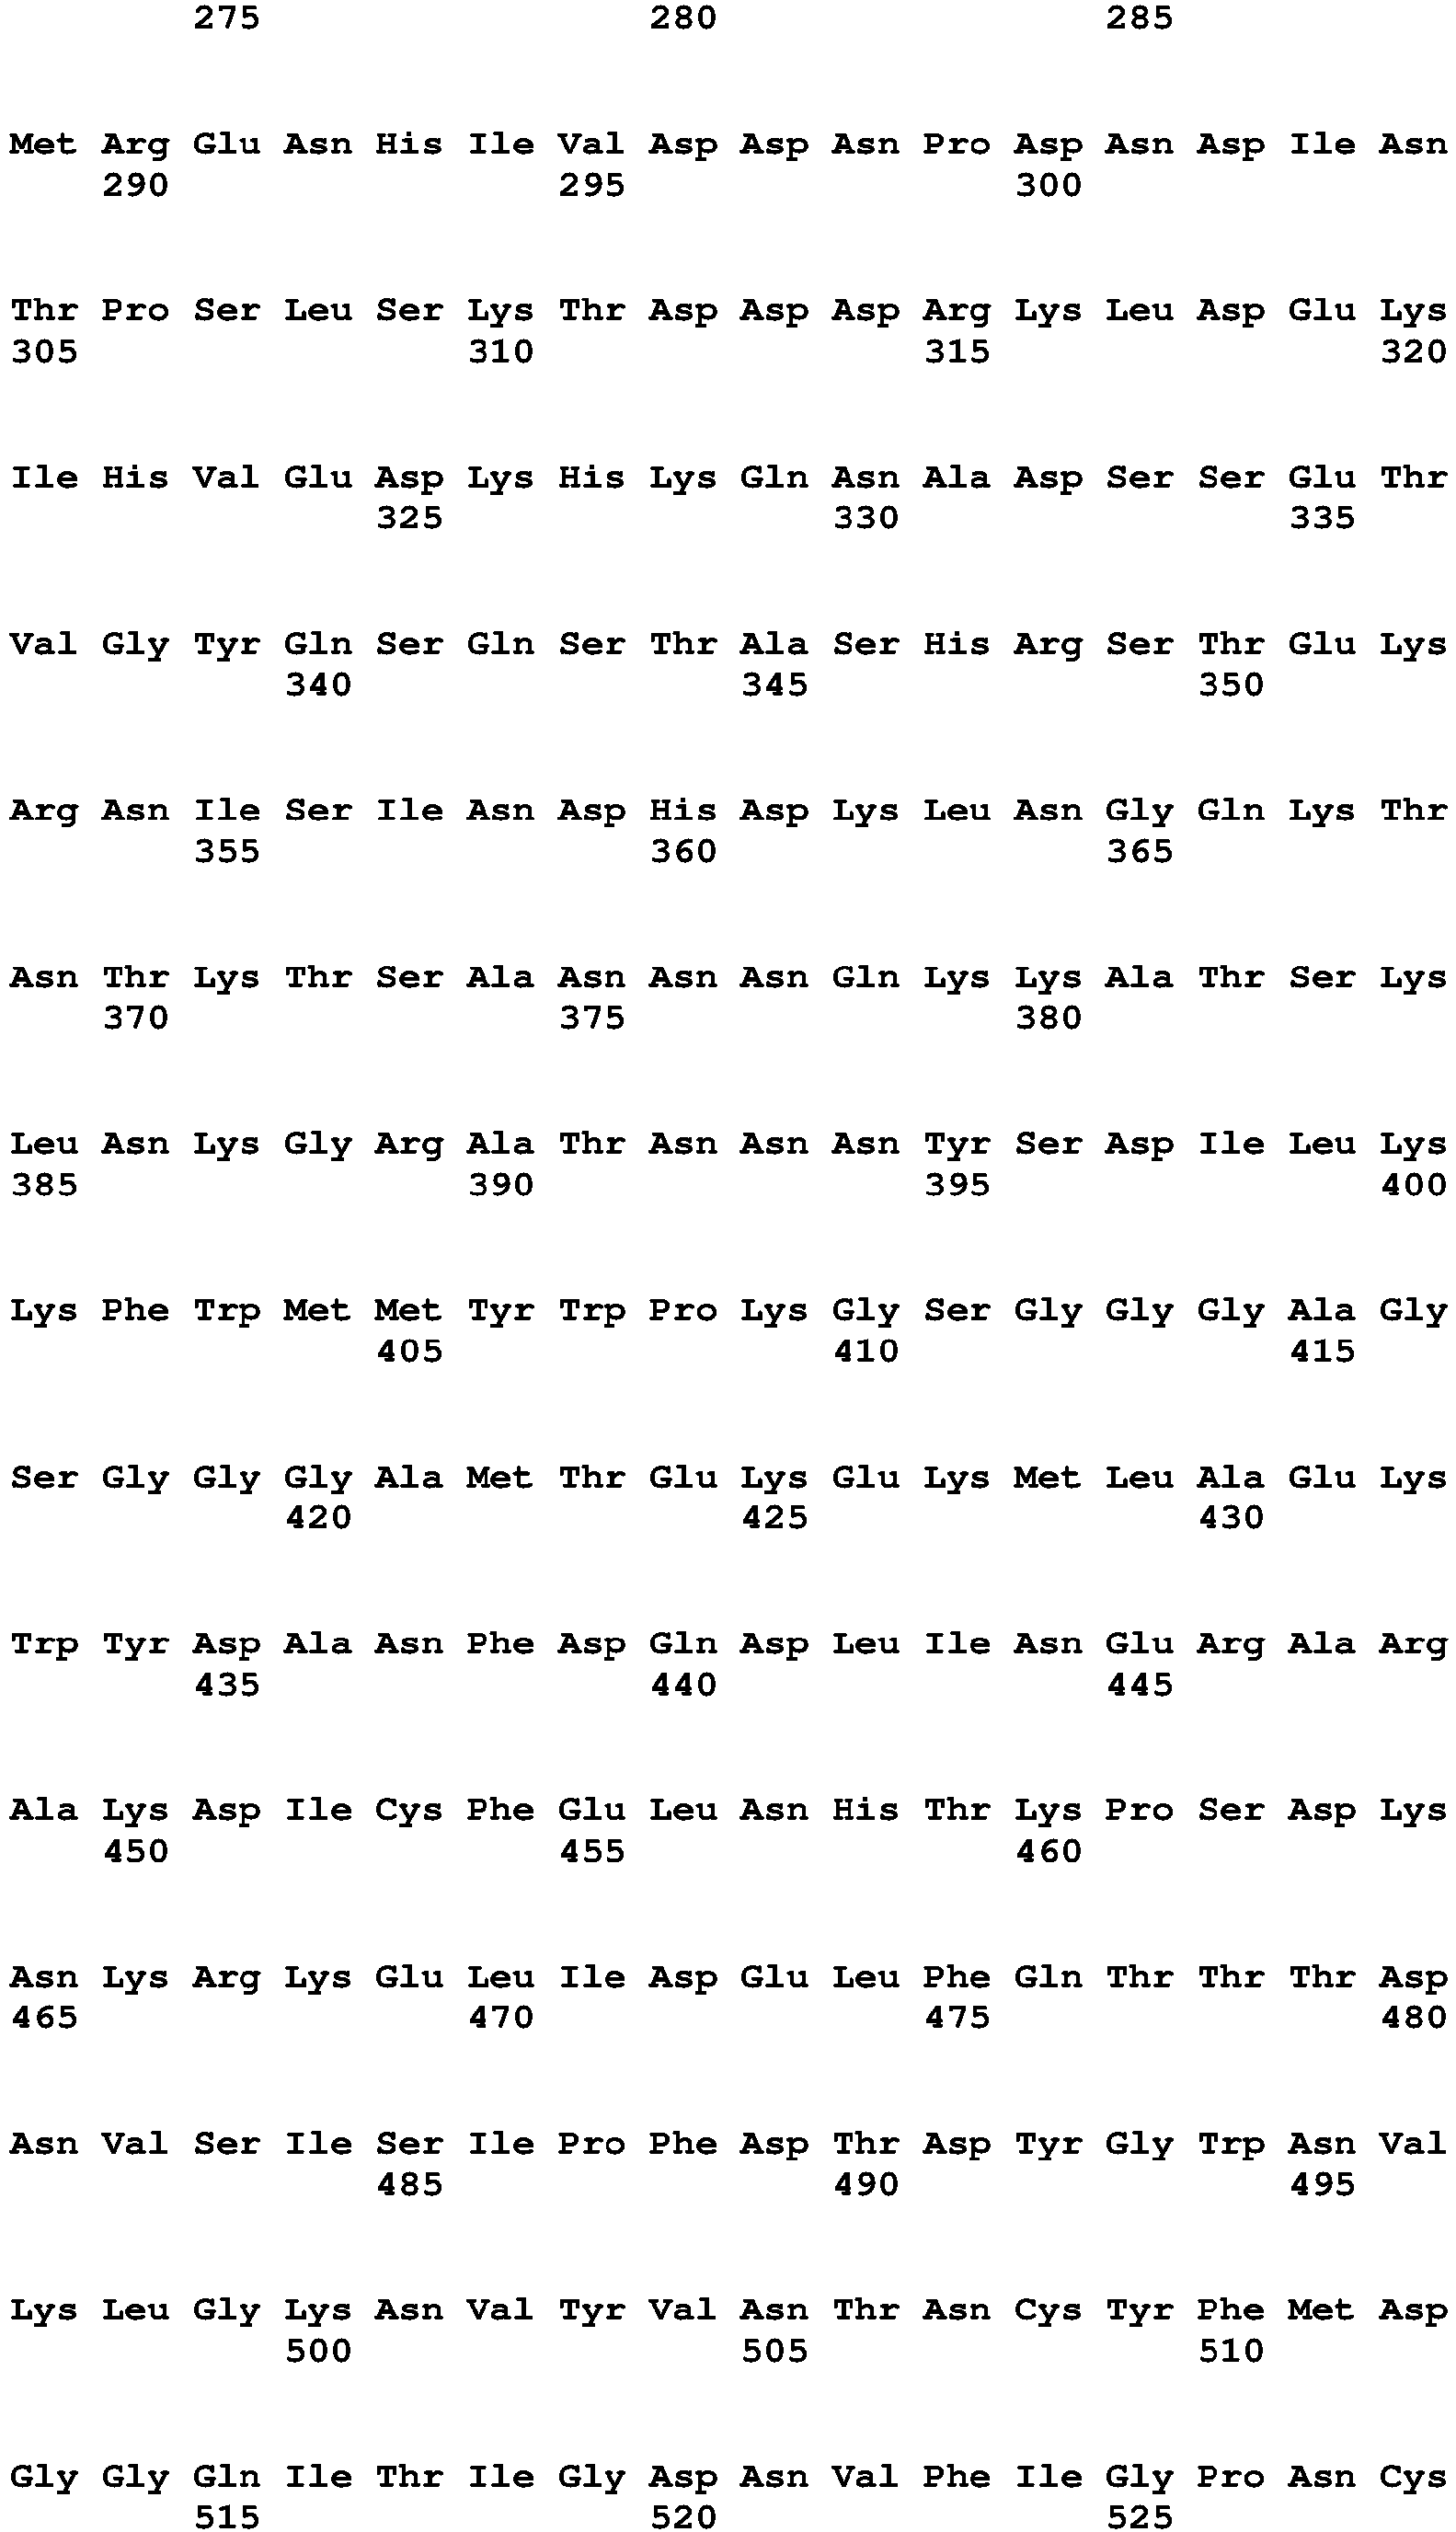 275 280 285
Met Arg Glu Asn His Ile Val Asp Asp Asn Pro Asp Asn Asp Ile Asn
290 295 300
Thr Pro Ser Leu Ser Lys Thr Asp Asp Asp Arg Lys Leu Asp Glu Lys
305 310 315 320
Ile His Val Glu Asp Lys His Lys Gln Asn Ala Asp Ser Ser Glu Thr
325 330 335
Val Gly Tyr Gln Ser Gln Ser Thr Ala Ser His Arg Ser Thr Glu Lys
340 345 350
Arg Asn Ile Ser Ile Asn Asp His Asp Lys Leu Asn Gly Gln Lys Thr
355 360 365
Asn Thr Lys Thr Ser Ala Asn Asn Asn Gln Lys Lys Ala Thr Ser Lys
370 375 380
Leu Asn Lys Gly Arg Ala Thr Asn Asn Asn Tyr Ser Asp Ile Leu Lys
385 390 395 400
Lys Phe Trp Met Met Tyr Trp Pro Lys Gly Ser Gly Gly Gly Ala Gly
405 410 415
Ser Gly Gly Gly Ala Met Thr Glu Lys Glu Lys Met Leu Ala Glu Lys
420 425 430
Trp Tyr Asp Ala Asn Phe Asp Gln Asp Leu Ile Asn Glu Arg Ala Arg
435 440 445
Ala Lys Asp Ile Cys Phe Glu Leu Asn His Thr Lys Pro Ser Asp Lys
450 455 460
Asn Lys Arg Lys Glu Leu Ile Asp Glu Leu Phe Gln Thr Thr Thr Asp
465 470 475 480
Asn Val Ser Ile Ser Ile Pro Phe Asp Thr Asp Tyr Gly Trp Asn Val
485 490 495
Lys Leu Gly Lys Asn Val Tyr Val Asn Thr Asn Cys Tyr Phe Met Asp
500 505 510
Gly Gly Gln Ile Thr Ile Gly Asp Asn Val Phe Ile Gly Pro Asn Cys
515 520 525